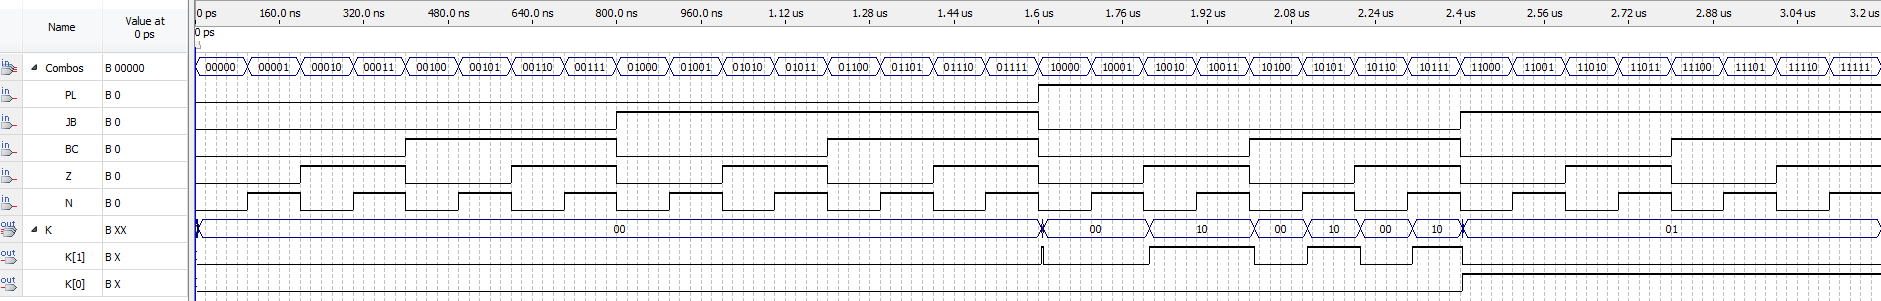 Name Value at 0 ps
0 ps 160.0 ns 320.0 ns 480.0 ns 640.0 ns 800.0 ns 960.0 ns 1.12 us 1.28 us 1.44 us 1.6 us 1.76 us 1.92 us 2.08 us 2.24 us 2.4 us 2.56 us 2.72 us 2.88 us 3.04 us 3.2 us
0 ps
in Combos B 00000 00000 00001 00010 00011 00100 00101 00110 00111 01000 01001 01010 01011 01100 01101 01110 01111 10000 10001 10010 10011 10100 10101 10110 10111 11000 11001 11010 11011 11100 11101 11110 11111
in PL B 0
in JB B 0
in BC B 0
in Z B 0
in N B 0
out K B XX 00 00 10 00 10 00 10 01
out K[1] B X
out K[0] B X